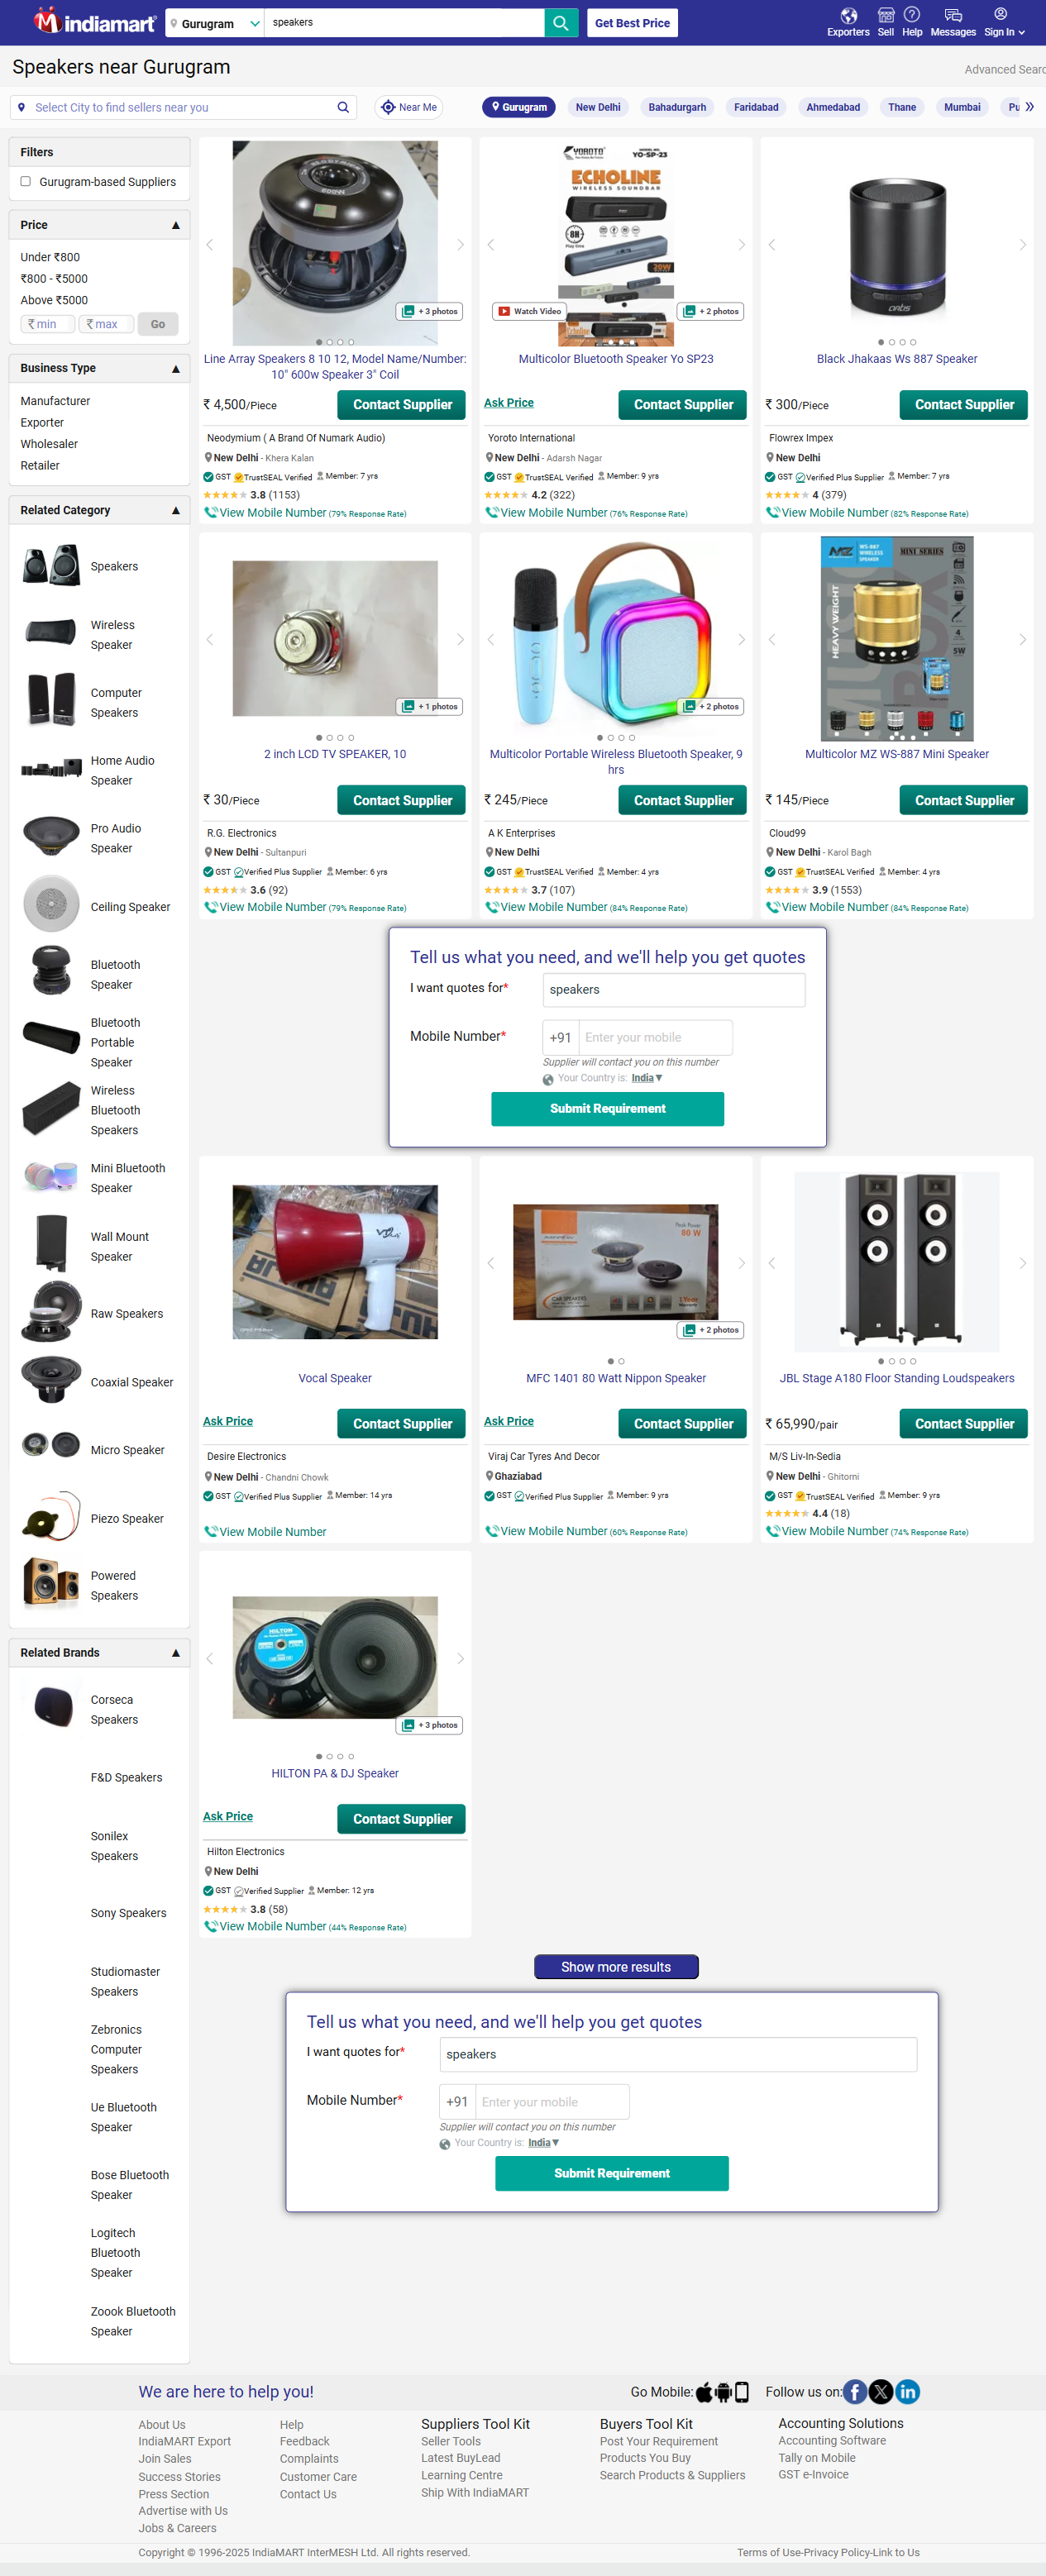 indiamart
Gurugram
speakers
Get Best Price
Exporters
Sell
Help
Messages
Sign In
Speakers near Gurugram
Advanced Searc
Select City to find sellers near you
Near Me
Gurugram
New Delhi
Bahadurgarh
Faridabad
Ahmedabad
Thane
Mumbai
Pu
Filters
Gurugram-based Suppliers
Price
Under ₹800
₹800 - ₹5000
Above ₹5000
₹ min
₹ max
Go
Business Type
Manufacturer
Exporter
Wholesaler
Retailer
Related Category
Speakers
Wireless
Speaker
Computer
Speakers
Home Audio
Speaker
Pro Audio
Speaker
Ceiling Speaker
Bluetooth
Speaker
Bluetooth
Portable
Speaker
Wireless
Bluetooth
Speakers
Mini Bluetooth
Speaker
Wall Mount
Speaker
Raw Speakers
Coaxial Speaker
Micro Speaker
Piezo Speaker
Powered
Speakers
Related Brands
Corseca
Speakers
F&D Speakers
Sonilex
Speakers
Sony Speakers
Studiomaster
Speakers
Zebronics
Computer
Speakers
Ue Bluetooth
Speaker
Bose Bluetooth
Speaker
Logitech
Bluetooth
Speaker
Zoook Bluetooth
Speaker
+ 3 photos
Line Array Speakers 8 10 12, Model Name/Number:
10" 600w Speaker 3" Coil
₹ 4,500/Piece
Contact Supplier
Neodymium ( A Brand Of Numark Audio)
New Delhi - Khera Kalan
GST TrustSEAL Verified Member: 7 yrs
3.8 (1153)
View Mobile Number (79% Response Rate)
YOROTO
YO-SP-23
ECHOLINE
WIRELESS SOUNDBAR
8H
20W
Watch Video
+ 2 photos
Multicolor Bluetooth Speaker Yo SP23
Ask Price
Contact Supplier
Yoroto International
New Delhi - Adarsh Nagar
GST TrustSEAL Verified Member: 9 yrs
4.2 (322)
View Mobile Number (76% Response Rate)
artis
Black Jhakaas Ws 887 Speaker
₹ 300/Piece
Contact Supplier
Flowrex Impex
New Delhi
GST Verified Plus Supplier Member: 7 yrs
4 (379)
View Mobile Number (82% Response Rate)
+ 1 photos
2 inch LCD TV SPEAKER, 10
₹ 30/Piece
Contact Supplier
R.G. Electronics
New Delhi - Sultanpuri
GST Verified Plus Supplier Member: 6 yrs
3.6 (92)
View Mobile Number (79% Response Rate)
+ 2 photos
Multicolor Portable Wireless Bluetooth Speaker, 9
hrs
₹ 245/Piece
Contact Supplier
A K Enterprises
New Delhi
GST TrustSEAL Verified Member: 4 yrs
3.7 (107)
View Mobile Number (84% Response Rate)
MZ
WS-887
WIRELESS
SPEAKER
MINI SERIES
HEAVY WEIGHT
4
5W
Multicolor MZ WS-887 Mini Speaker
₹ 145/Piece
Contact Supplier
Cloud99
New Delhi - Karol Bagh
GST TrustSEAL Verified Member: 4 yrs
3.9 (1553)
View Mobile Number (84% Response Rate)
Tell us what you need, and we'll help you get quotes
I want quotes for*
speakers
Mobile Number*
+91
Enter your mobile
Supplier will contact you on this number
Your Country is: India▼
Submit Requirement
Vocal Speaker
Ask Price
Contact Supplier
Desire Electronics
New Delhi - Chandni Chowk
GST Verified Plus Supplier Member: 14 yrs
View Mobile Number
Peak Power
80 W
CAR SPEAKERS
1 Year
+ 2 photos
MFC 1401 80 Watt Nippon Speaker
Ask Price
Contact Supplier
Viraj Car Tyres And Decor
Ghaziabad
GST Verified Plus Supplier Member: 9 yrs
View Mobile Number (60% Response Rate)
JBL Stage A180 Floor Standing Loudspeakers
₹ 65,990/pair
Contact Supplier
M/S Liv-In-Sedia
New Delhi - Ghitorni
GST TrustSEAL Verified Member: 9 yrs
4.4 (18)
View Mobile Number (74% Response Rate)
HILTON
+ 3 photos
HILTON PA & DJ Speaker
Ask Price
Contact Supplier
Hilton Electronics
New Delhi
GST Verified Supplier Member: 12 yrs
3.8 (58)
View Mobile Number (44% Response Rate)
Show more results
Tell us what you need, and we'll help you get quotes
I want quotes for*
speakers
Mobile Number*
+91
Enter your mobile
Supplier will contact you on this number
Your Country is: India▼
Submit Requirement
We are here to help you!
Go Mobile:
Follow us on:
About Us
IndiaMART Export
Join Sales
Success Stories
Press Section
Advertise with Us
Jobs & Careers
Help
Feedback
Complaints
Customer Care
Contact Us
Suppliers Tool Kit
Seller Tools
Latest BuyLead
Learning Centre
Ship With IndiaMART
Buyers Tool Kit
Post Your Requirement
Products You Buy
Search Products & Suppliers
Accounting Solutions
Accounting Software
Tally on Mobile
GST e-Invoice
Copyright © 1996-2025 IndiaMART InterMESH Ltd. All rights reserved.
Terms of Use-Privacy Policy-Link to Us